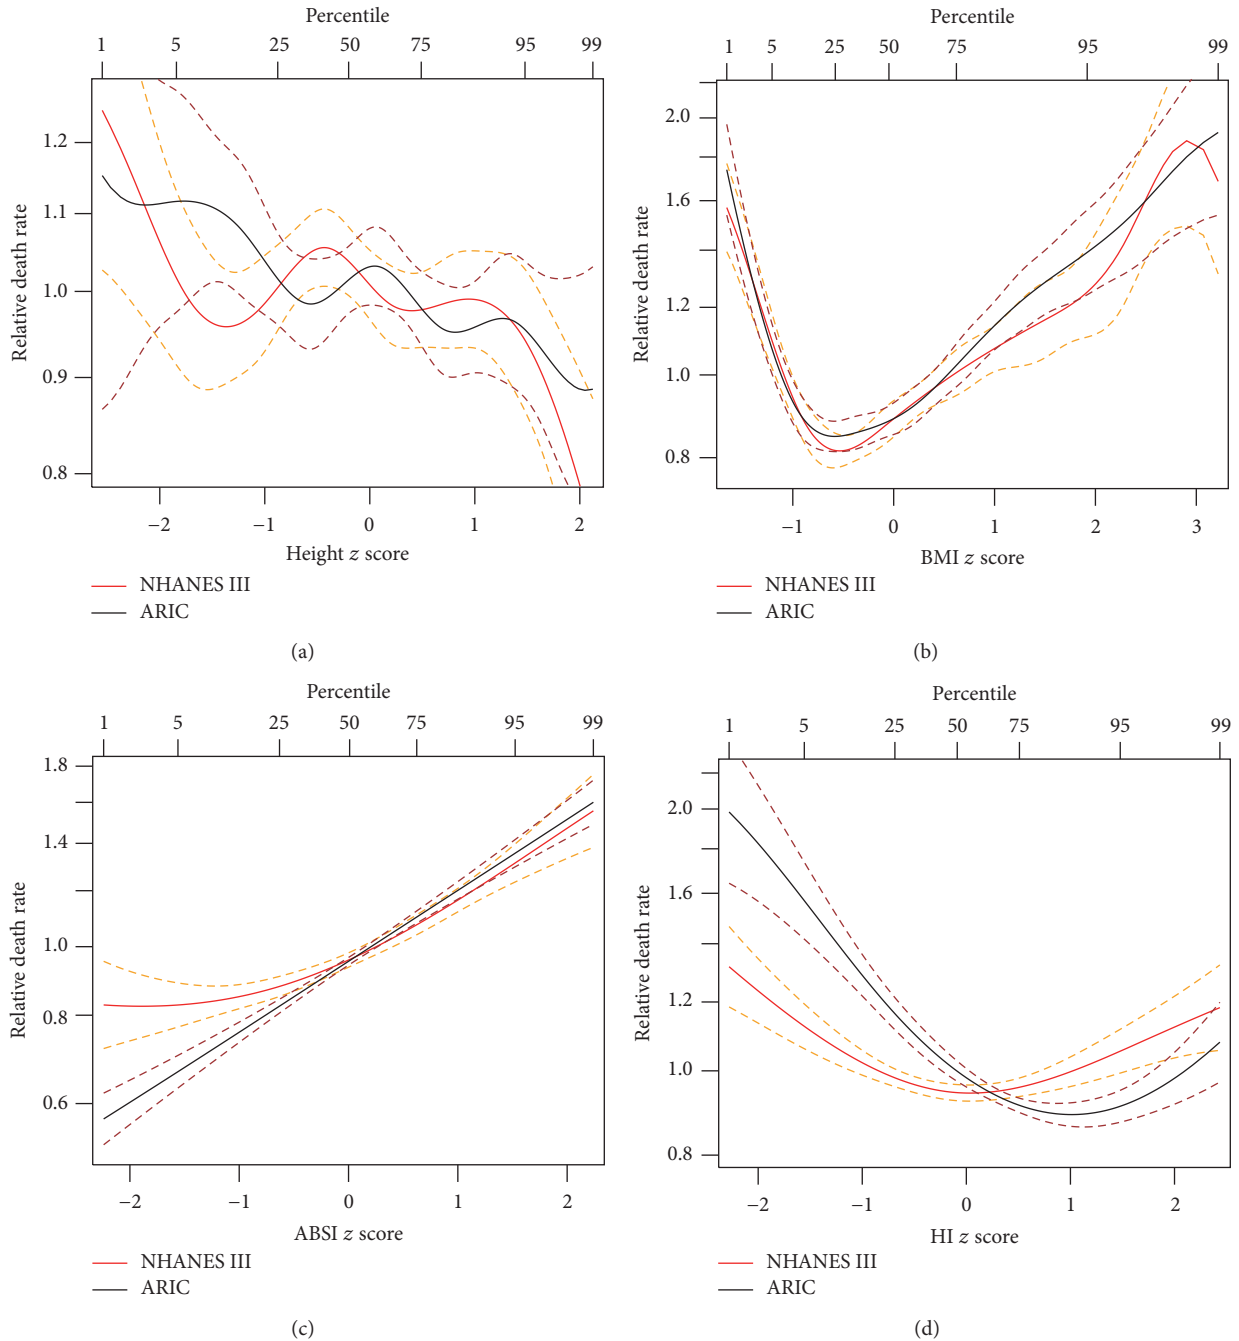 Percentile
1 5 25 50 75 95 99
1.2
1.1
1.0
0.9
0.8
Relative death rate
−2 −1 0 1 2
Height z score
NHANES III
ARIC
(a)
Percentile
1 5 25 50 75 95 99
2.0
1.6
1.2
1.0
0.8
Relative death rate
−1 0 1 2 3
BMI z score
NHANES III
ARIC
(b)
Percentile
1 5 25 50 75 95 99
1.8
1.4
1.0
0.8
0.6
Relative death rate
−2 −1 0 1 2
ABSI z score
NHANES III
ARIC
(c)
Percentile
1 5 25 50 75 95 99
2.0
1.6
1.2
1.0
0.8
Relative death rate
−2 −1 0 1 2
HI z score
NHANES III
ARIC
(d)